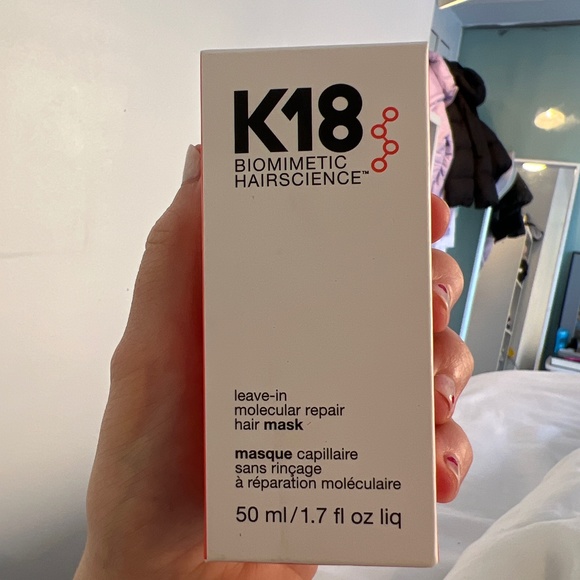 K18
BIOMIMETIC
HAIRSCIENCE™
leave-in
molecular repair
hair mask
masque capillaire
sans rinçage
à réparation moléculaire
50 ml/1.7 fl oz liq